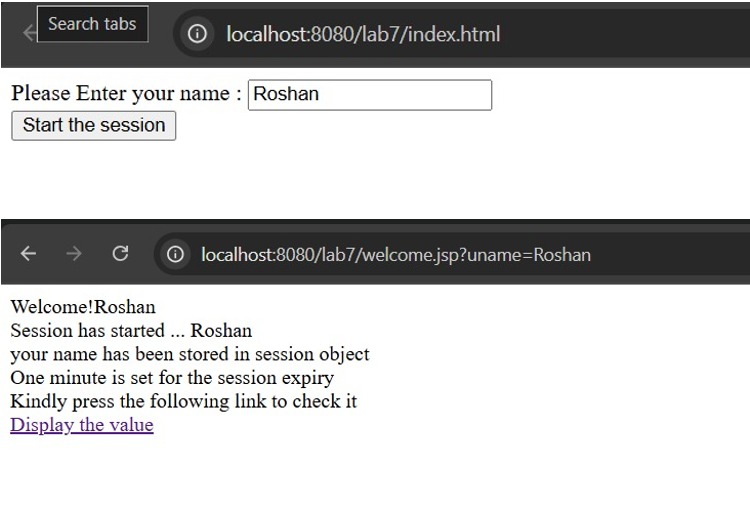 Search tabs
localhost:8080/lab7/index.html
Please Enter your name : Roshan
Start the session
localhost:8080/lab7/welcome.jsp?uname=Roshan
Welcome!Roshan
Session has started ... Roshan
your name has been stored in session object
One minute is set for the session expiry
Kindly press the following link to check it
Display the value